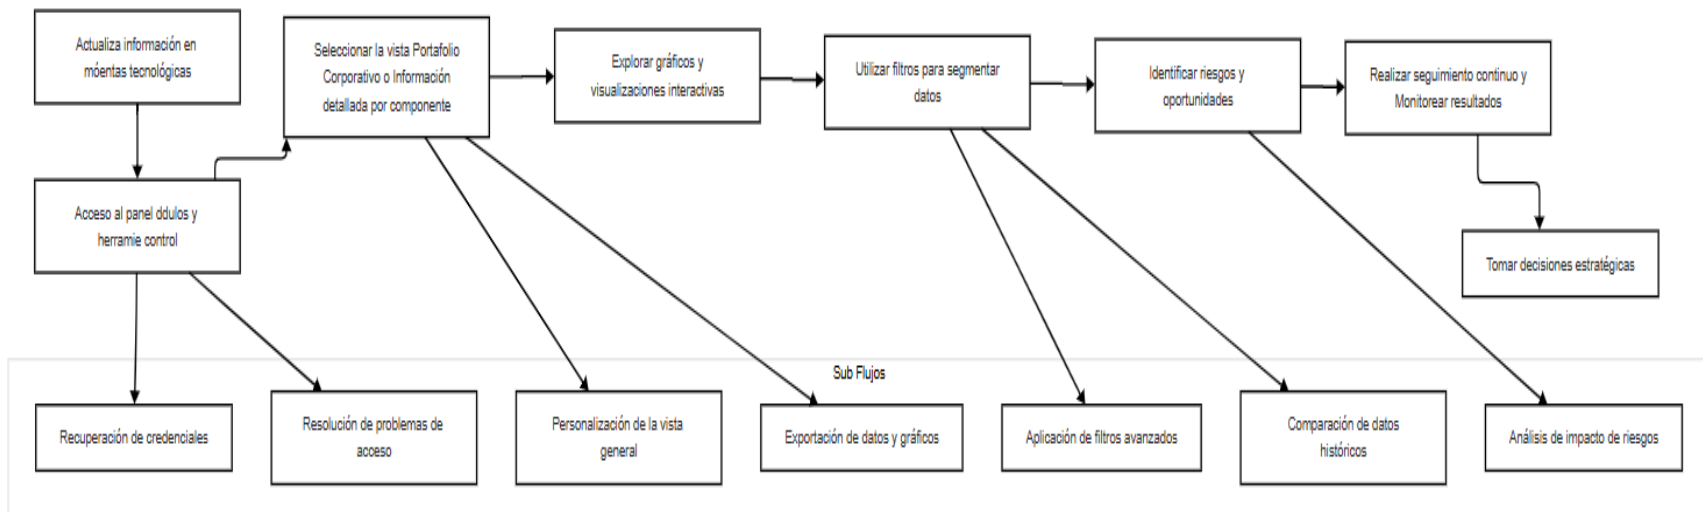 Actualiza información en
móentas tecnológicas
Seleccionar la vista Portafolio
Corporativo o Información
detallada por componente
Explorar gráficos y
visualizaciones interactivas
Utilizar filtros para segmentar
datos
Identificar riesgos y
oportunidades
Realizar seguimiento continuo y
Monitorear resultados
Acceso al panel ddulos y
herramie control
Tomar decisiones estratégicas
Sub Flujos
Recuperación de credenciales
Resolución de problemas de
acceso
Personalización de la vista
general
Exportación de datos y gráficos
Aplicación de filtros avanzados
Comparación de datos
históricos
Análisis de impacto de riesgos